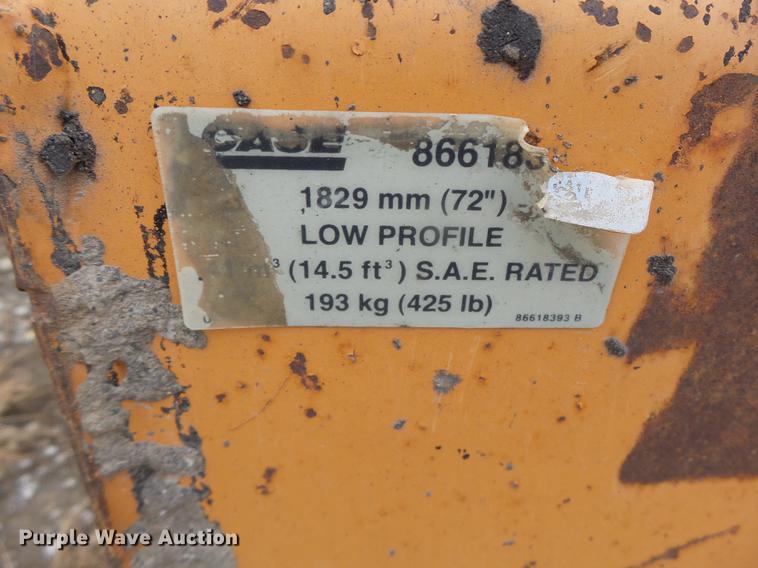 CASE 866183
1829 mm (72")
LOW PROFILE
m³ (14.5 ft³) S.A.E. RATED
193 kg (425 lb)
86618393 B
Purple Wave Auction